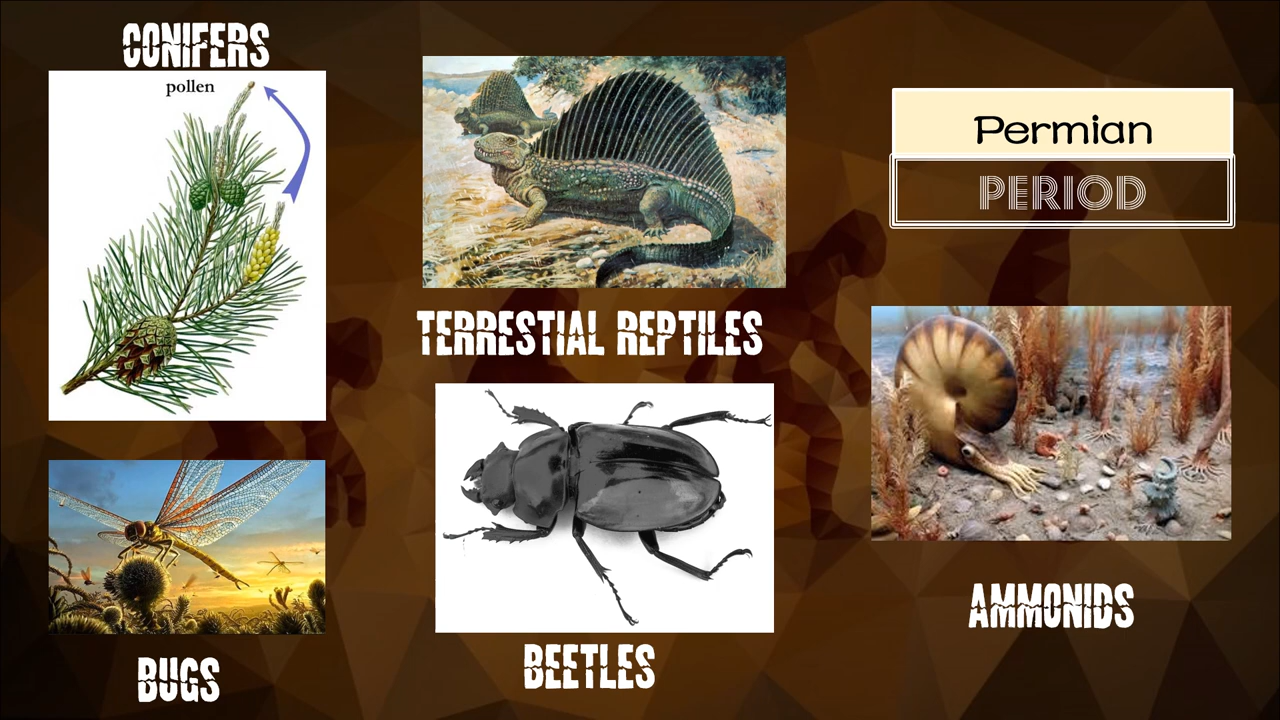 CONIFERS
pollen
TERRESTIAL REPTILES
Permian
PERIOD
BUGS
BEETLES
AMMONIDS